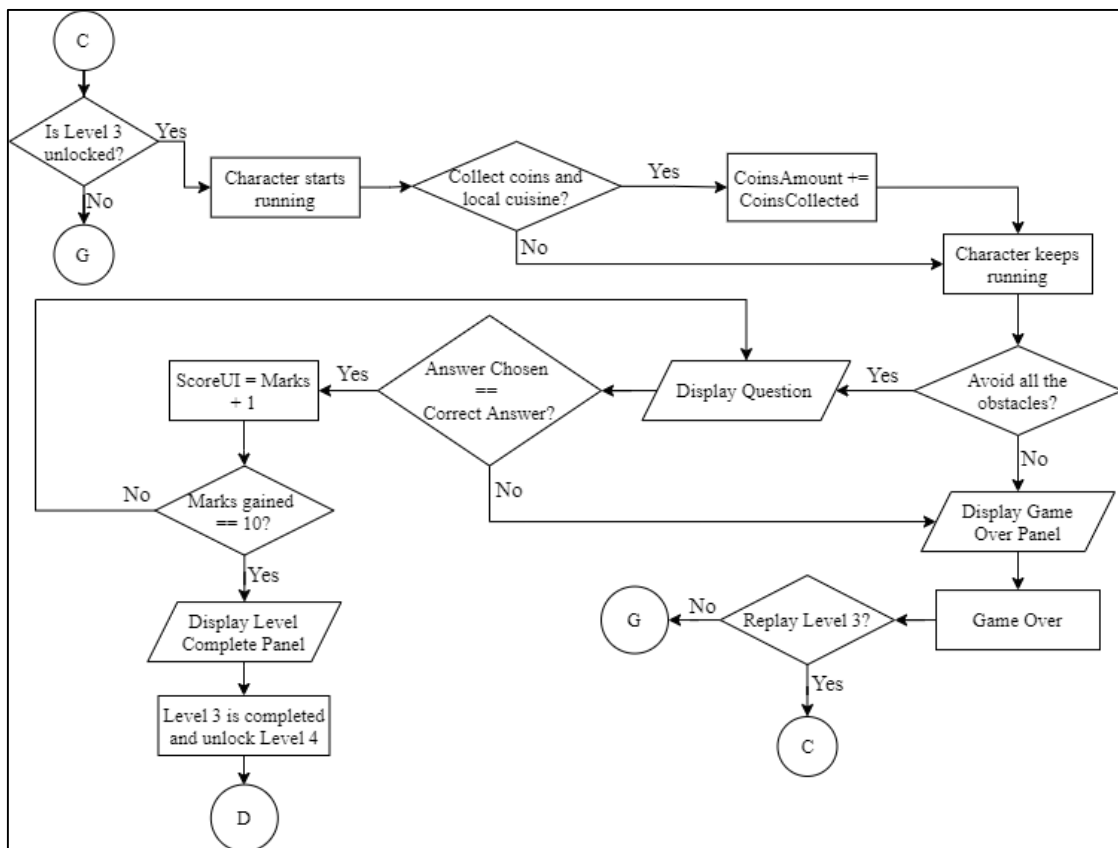 C
Is Level 3
unlocked?
Yes
No
G
Character starts
running
Collect coins and
local cuisine?
Yes
No
CoinsAmount +=
CoinsCollected
Character keeps
running
Avoid all the
obstacles?
Yes
No
Display Question
Answer Chosen
==
Correct Answer?
Yes
No
ScoreUI = Marks
+ 1
Marks gained
== 10?
No
Yes
Display Level
Complete Panel
Level 3 is completed
and unlock Level 4
D
Display Game
Over Panel
Game Over
Replay Level 3?
No
G
Yes
C